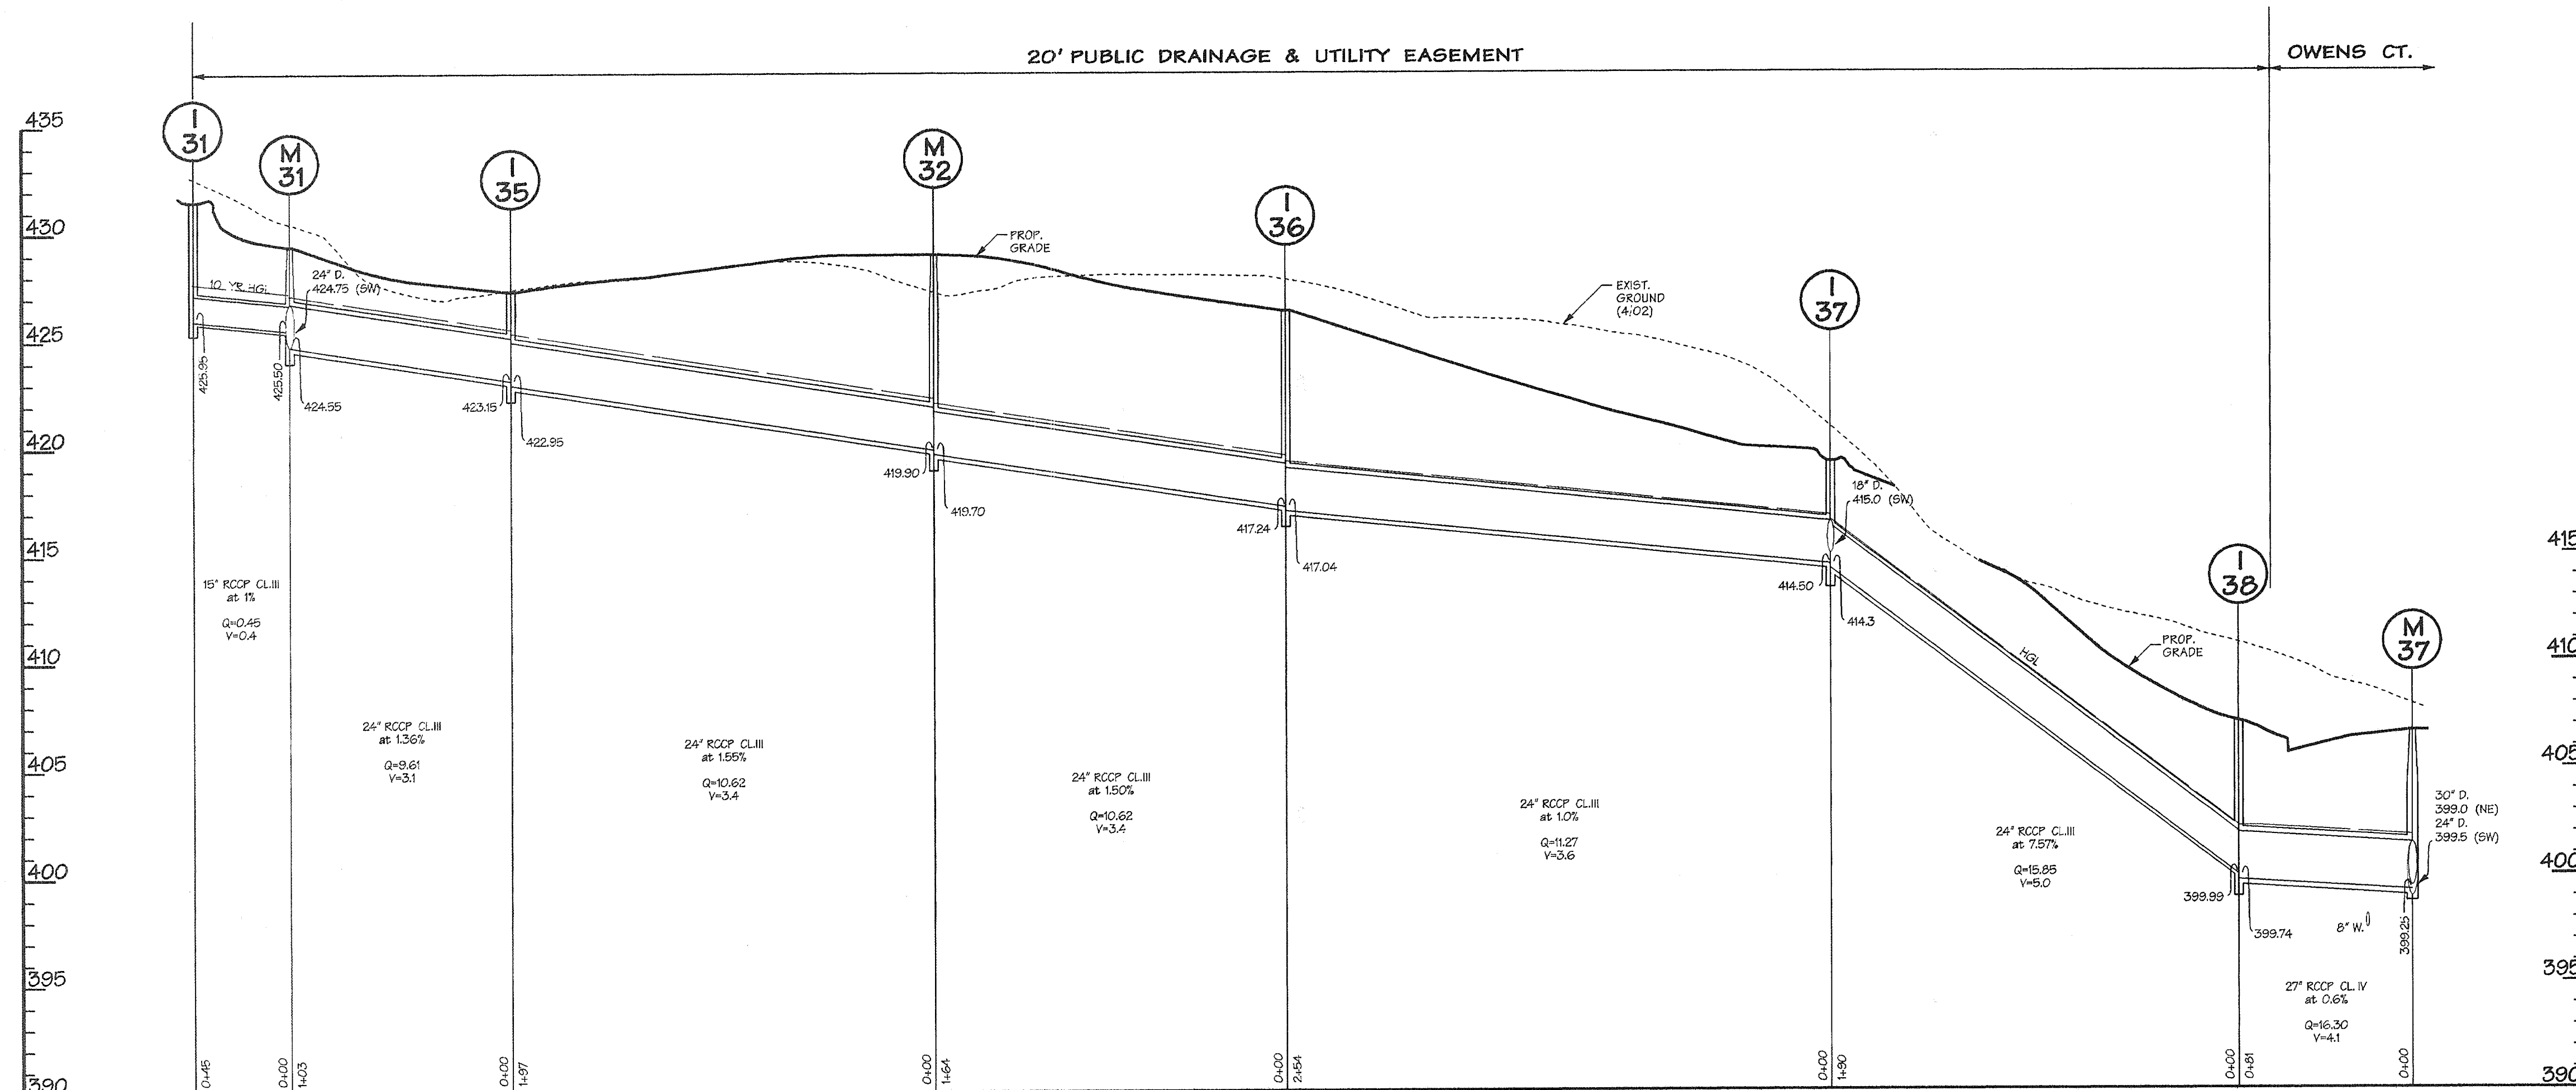 20' PUBLIC DRAINAGE & UTILITY EASEMENT
OWENS CT.
435
430
425
420
415
410
405
400
395
390
I
31
M
31
I
35
M
32
I
36
I
37
I
38
M
37
10 YR HGL
24" D.
424.75 (SW)
PROP.
GRADE
EXIST.
GROUND
(4/02)
18" D.
415.0 (SW)
HGL
PROP.
GRADE
425.95
425.50
424.55
423.15
422.95
419.90
419.70
417.24
417.04
414.50
414.3
399.99
399.74
399.25
8" W.
30" D.
399.0 (NE)
24" D.
399.5 (SW)
15" RCCP CL.III
at 1%
Q=0.45
V=0.4
24" RCCP CL.III
at 1.36%
Q=9.61
V=3.1
24" RCCP CL.III
at 1.55%
Q=10.62
V=3.4
24" RCCP CL.III
at 1.50%
Q=10.62
V=3.4
24" RCCP CL.III
at 1.0%
Q=11.27
V=3.6
24" RCCP CL.III
at 7.57%
Q=15.85
V=5.0
27" RCCP CL. IV
at 0.6%
Q=16.30
V=4.1
0+45
0+00
1+03
0+00
1+97
0+00
1+64
0+00
2+54
0+00
1+90
0+00
0+81
0+00
415
410
405
400
395
390